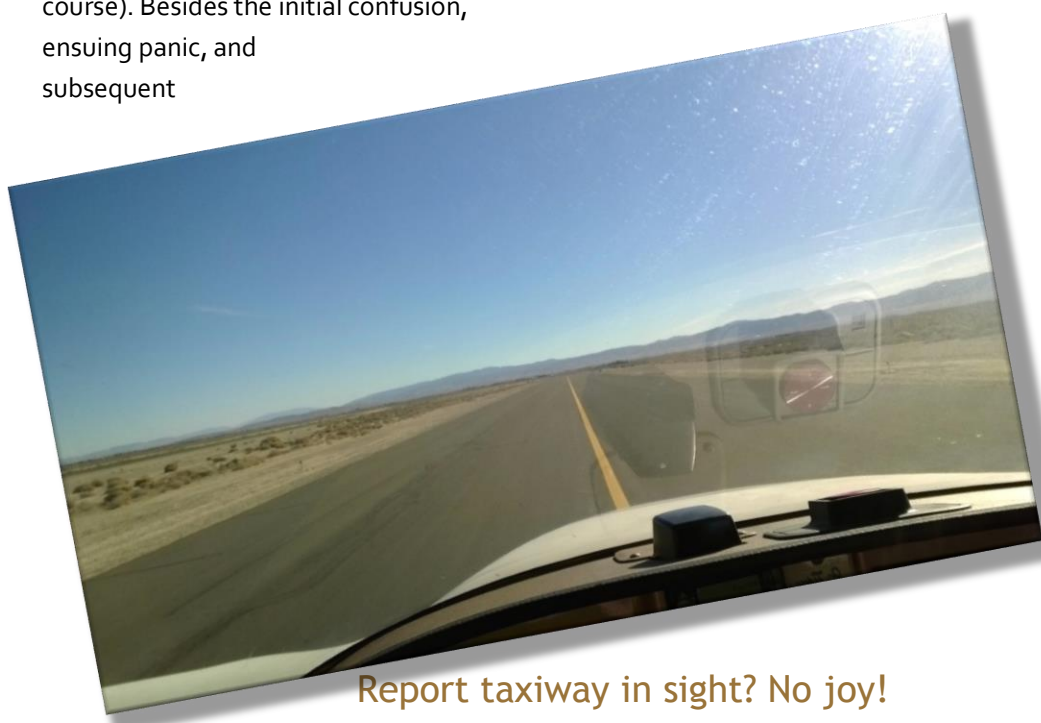 course). Besides the initial confusion,
ensuing panic, and
subsequent
Report taxiway in sight? No joy!